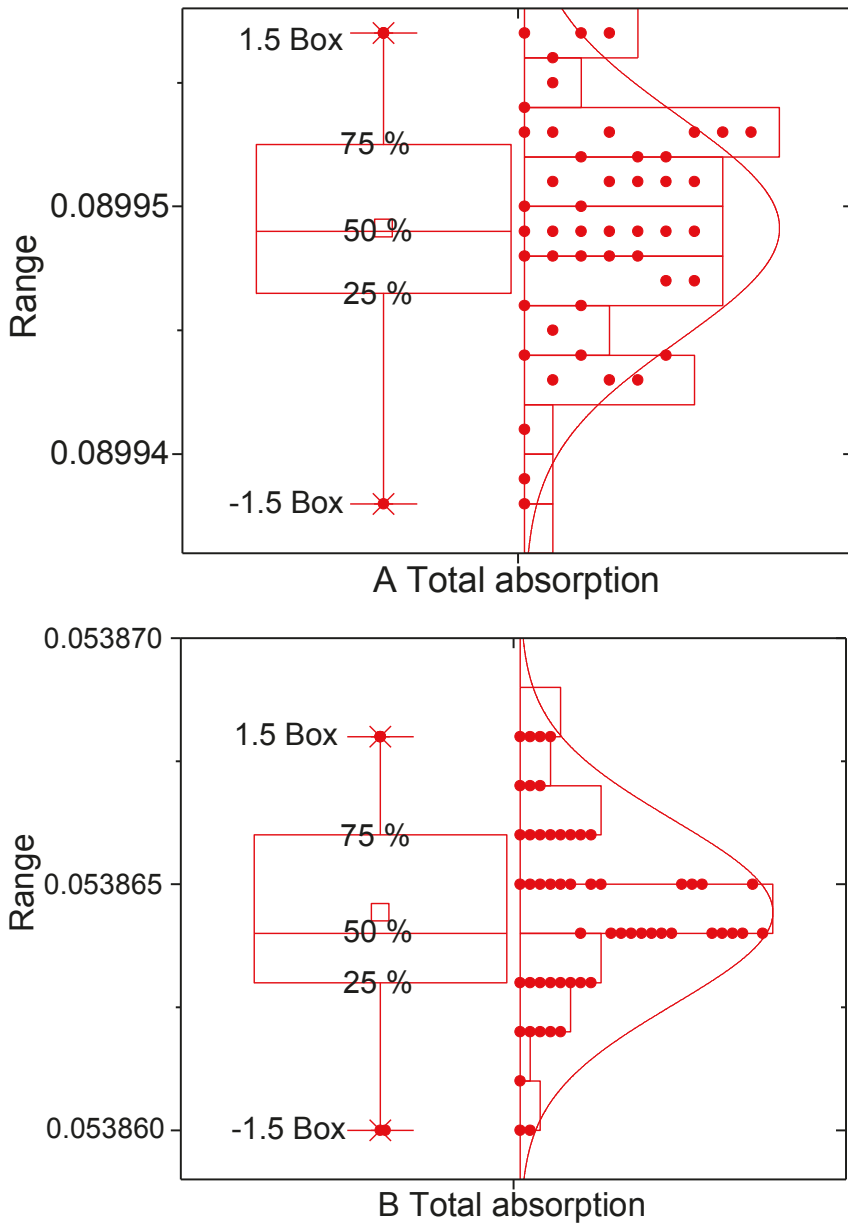 1.5 Box
75 %
0.08995
50 %
25 %
Range
0.08994
-1.5 Box
A Total absorption
0.053870
1.5 Box
75 %
0.053865
Range
50 %
25 %
0.053860
-1.5 Box
B Total absorption